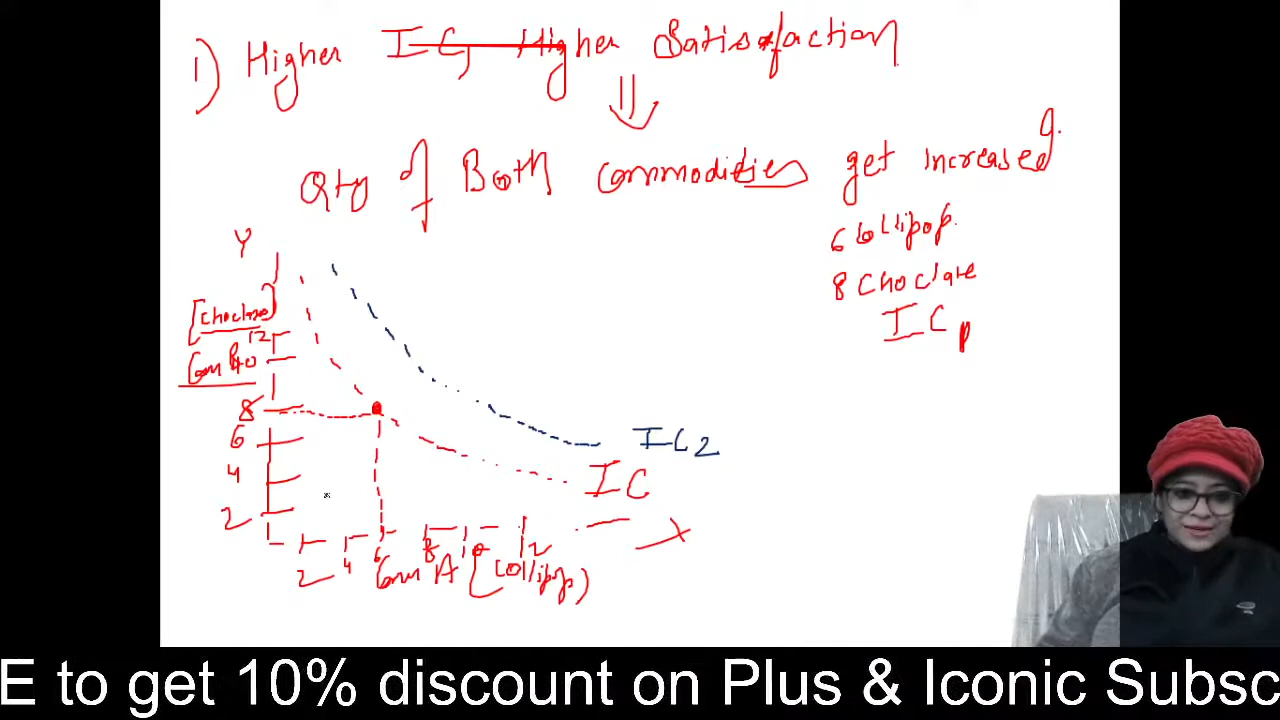 1) Higher IC, Higher Satisfaction
Qty of Both commodities get increased
6 Lollipop.
8 Choclate
IC
Y
[Choclate]
12
10
8
6
4
2
IC2
IC
X
2 4 6 8 10 12
Com A [Lollipop)
E to get 10% discount on Plus & Iconic Subsc